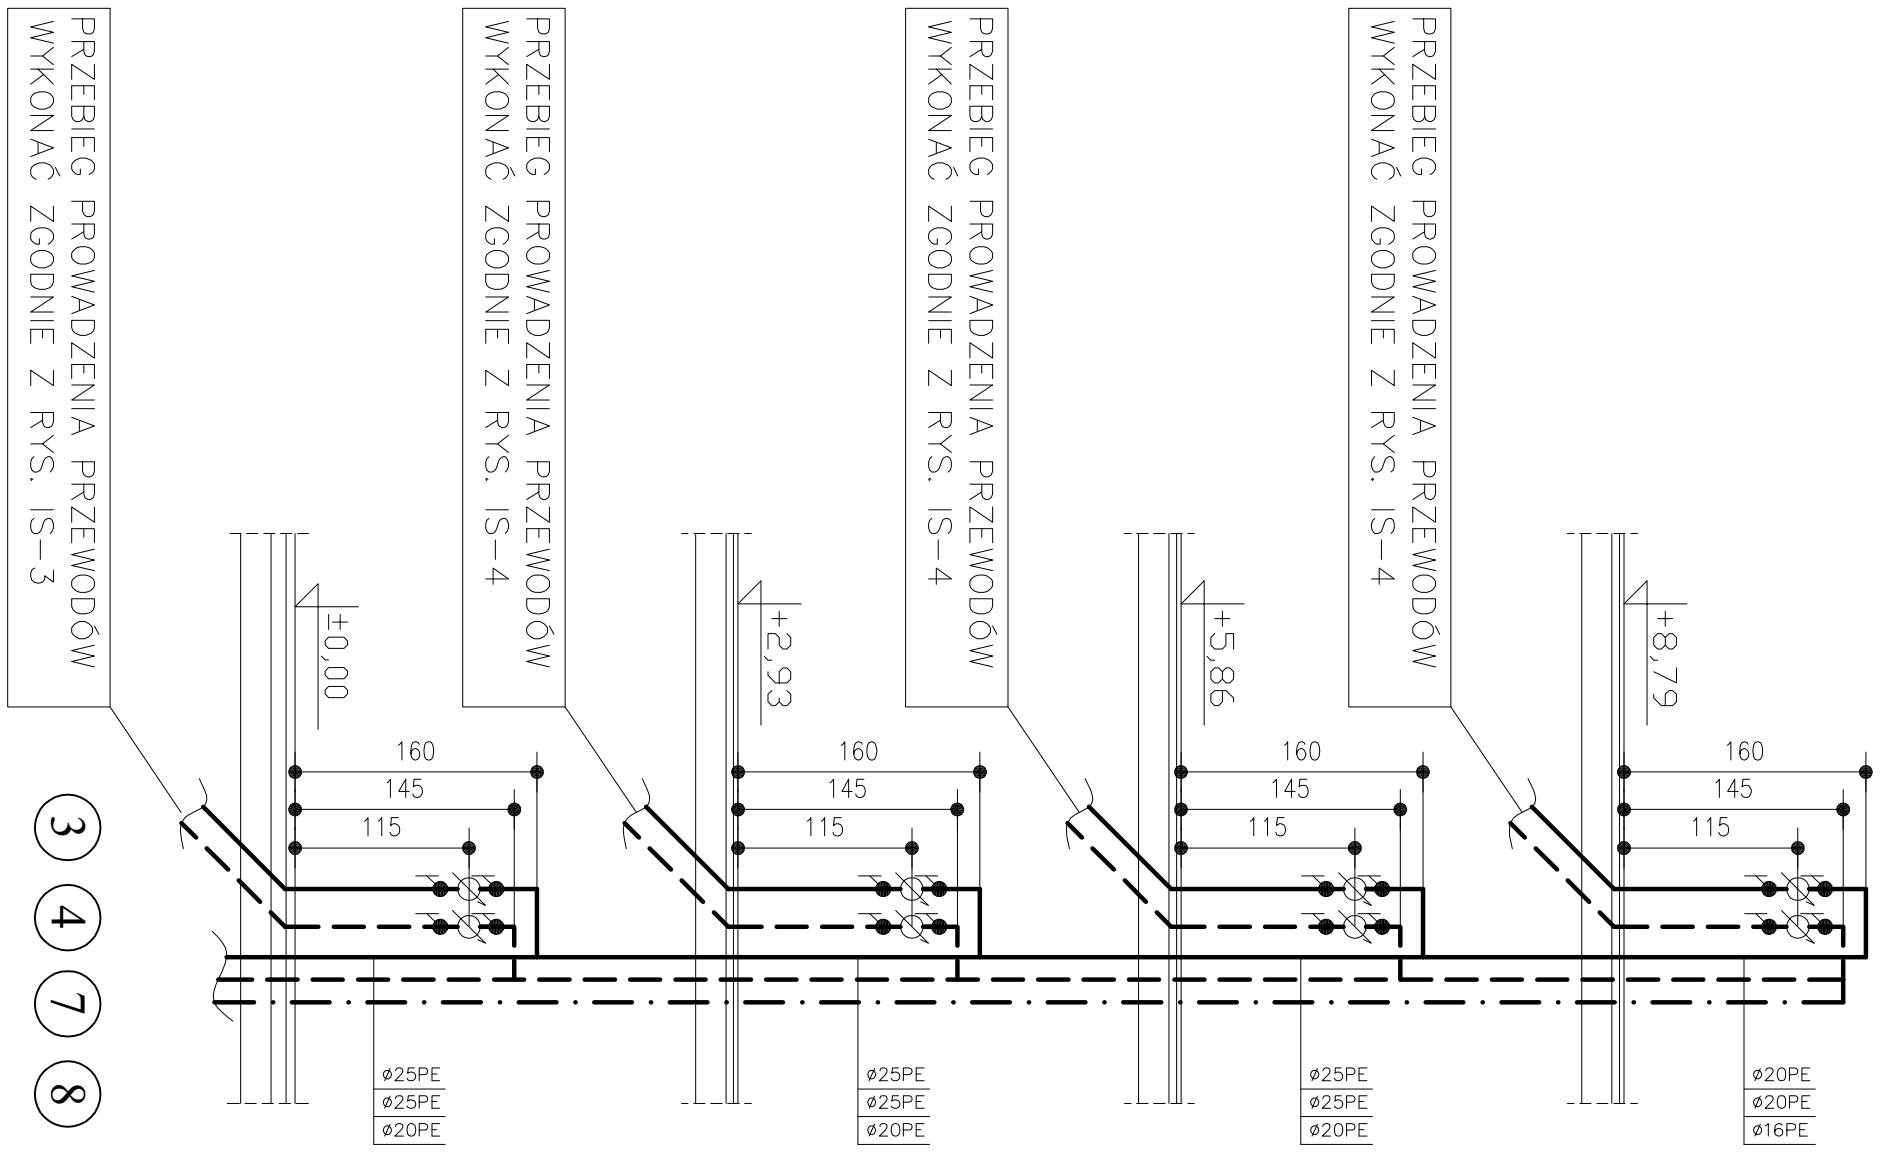 PRZEBIEG PROWADZENIA PRZEWODÓW
WYKONAĆ ZGODNIE Z RYS. IS-4
+8,79
160
145
115
ø20PE
ø20PE
ø16PE
PRZEBIEG PROWADZENIA PRZEWODÓW
WYKONAĆ ZGODNIE Z RYS. IS-4
+5,86
160
145
115
ø25PE
ø25PE
ø20PE
PRZEBIEG PROWADZENIA PRZEWODÓW
WYKONAĆ ZGODNIE Z RYS. IS-4
+2,93
160
145
115
ø25PE
ø25PE
ø20PE
PRZEBIEG PROWADZENIA PRZEWODÓW
WYKONAĆ ZGODNIE Z RYS. IS-3
±0,00
160
145
115
ø25PE
ø25PE
ø20PE
3 4 7 8